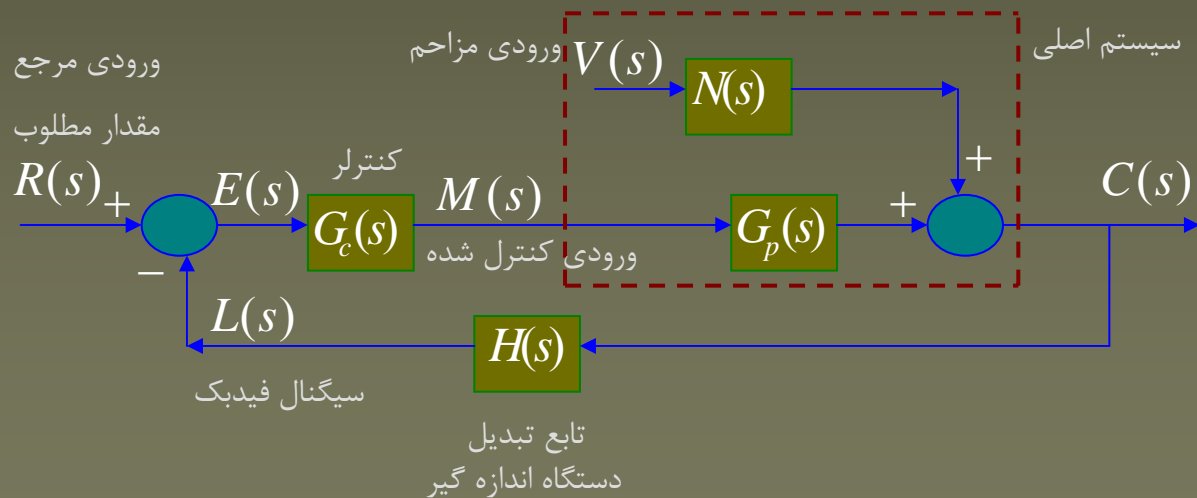 سیستم اصلی
ورودی مزاحم
V(s)
N(s)
ورودی مرجع
مقدار مطلوب
R(s)
+
−
E(s)
کنترلر
G_c(s)
M(s)
ورودی کنترل شده
G_p(s)
+
+
C(s)
L(s)
سیگنال فیدبک
H(s)
تابع تبدیل
دستگاه اندازه گیر